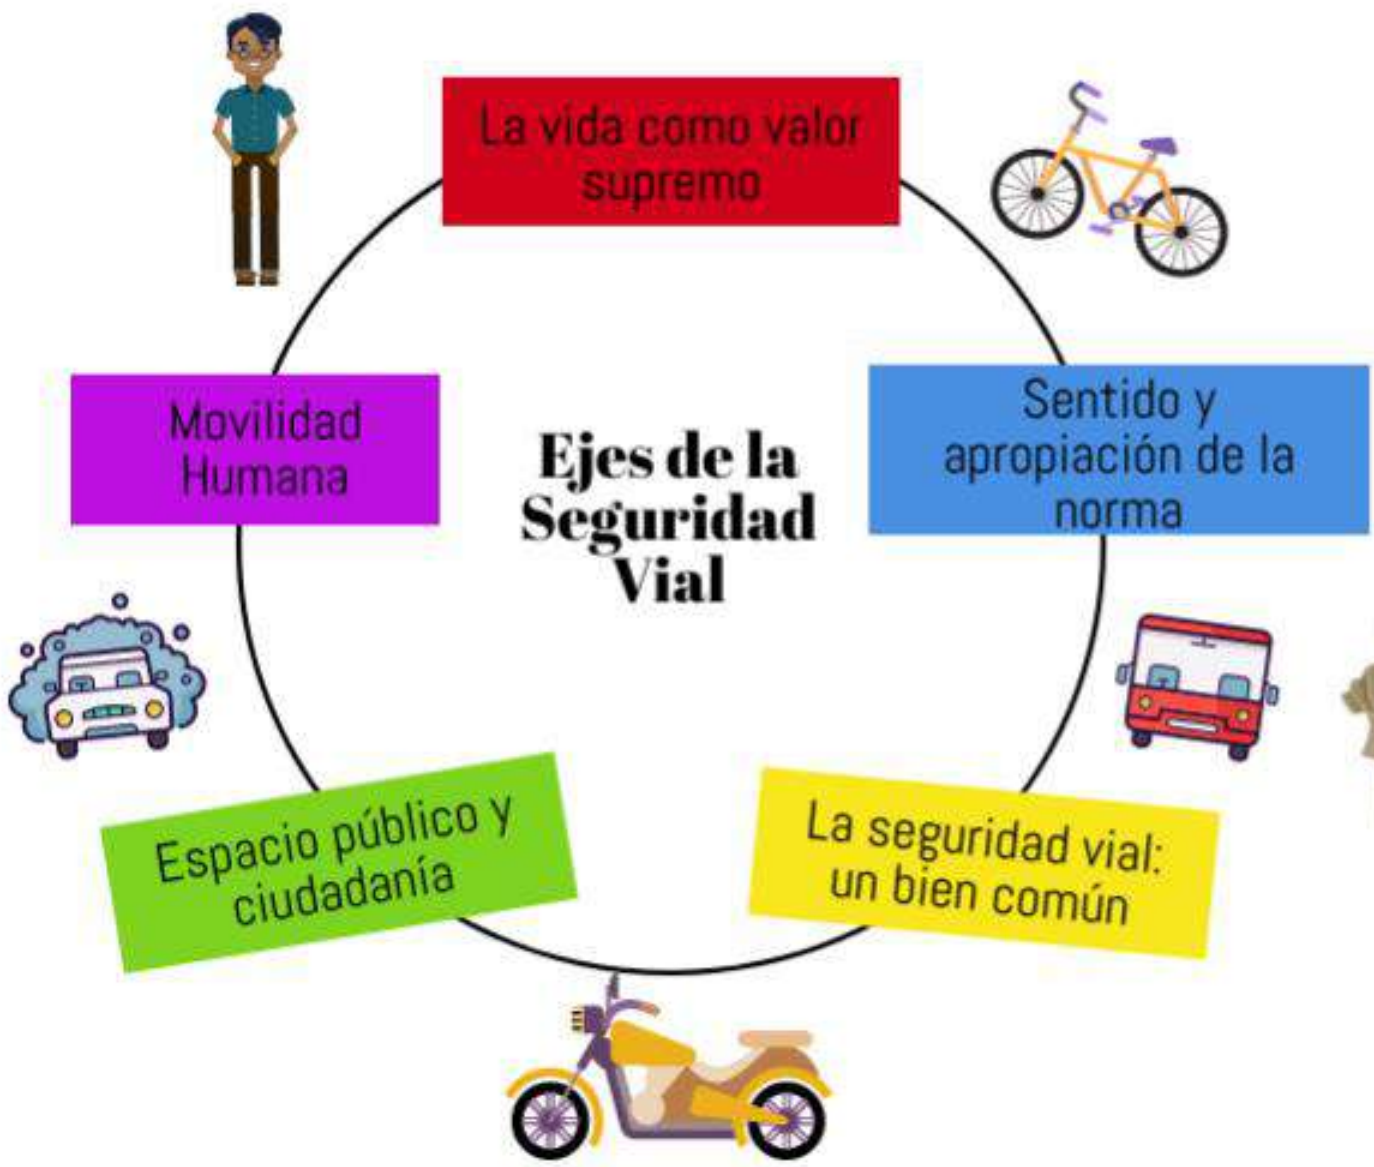 La vida como valor
supremo
Sentido y
apropiación de la
norma
La seguridad vial:
un bien común
Espacio público y
ciudadanía
Movilidad
Humana
Ejes de la
Seguridad
Vial